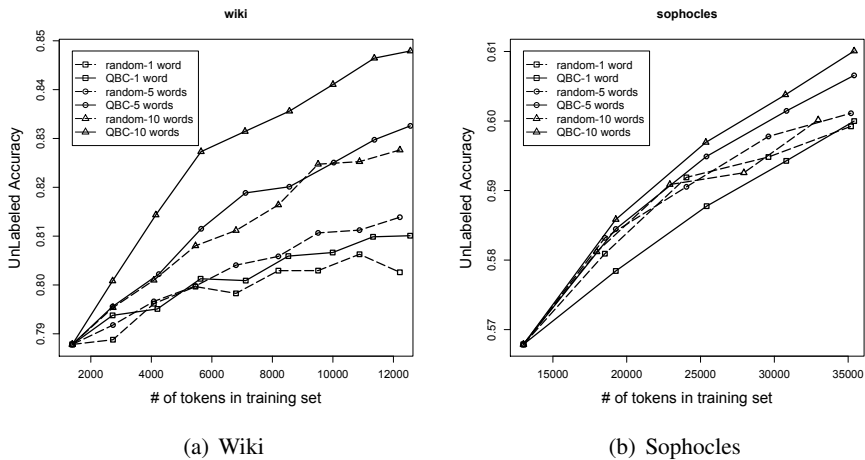 wiki
UnLabeled Accuracy
0.85
0.84
0.83
0.82
0.81
0.80
0.79
random-1 word
QBC-1 word
random-5 words
QBC-5 words
random-10 words
QBC-10 words
2000 4000 6000 8000 10000 12000
# of tokens in training set
(a) Wiki
sophocles
UnLabeled Accuracy
0.61
0.60
0.59
0.58
0.57
random-1 word
QBC-1 word
random-5 words
QBC-5 words
random-10 words
QBC-10 words
15000 20000 25000 30000 35000
# of tokens in training set
(b) Sophocles